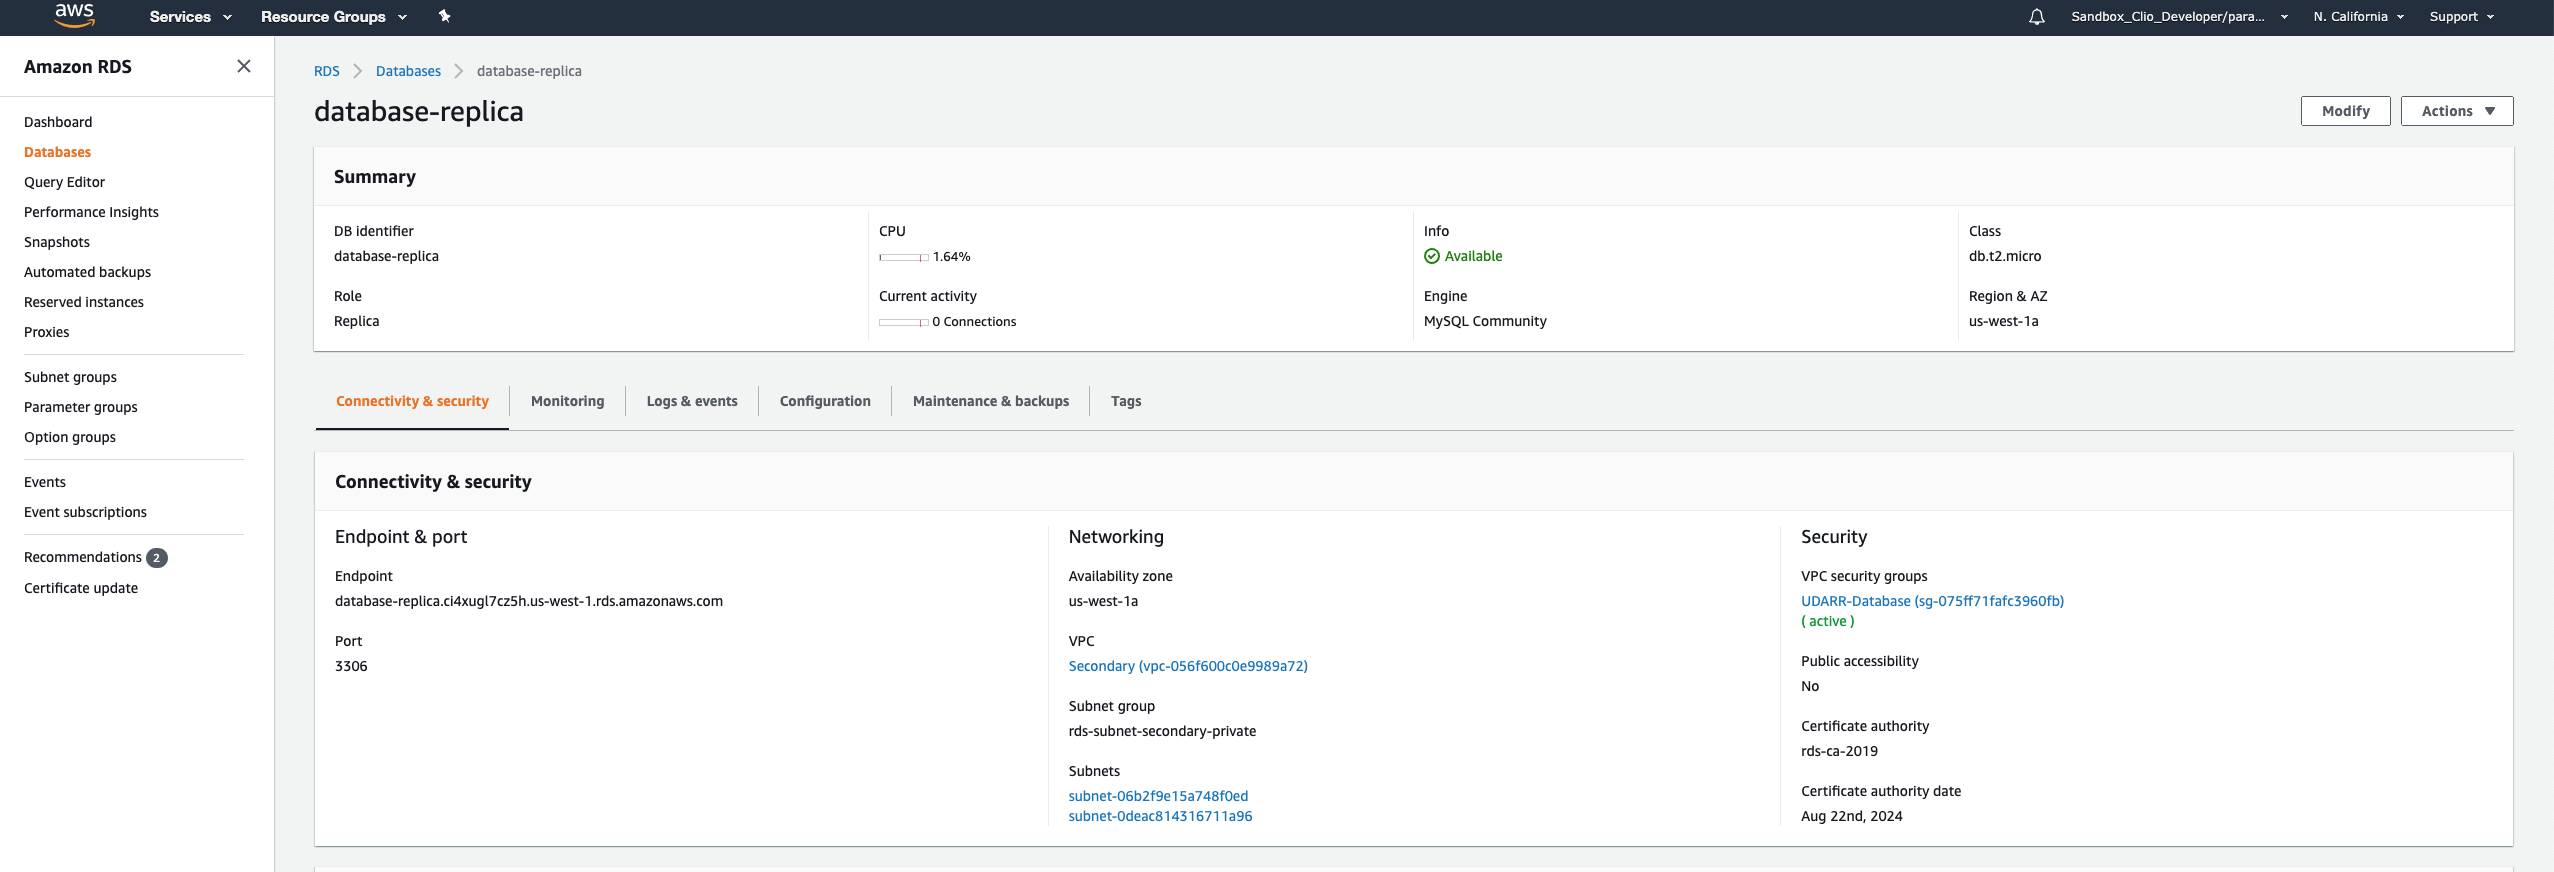 aws
Services
Resource Groups
Sandbox_Clio_Developer/para...
N. California
Support
Amazon RDS
Dashboard
Databases
Query Editor
Performance Insights
Snapshots
Automated backups
Reserved instances
Proxies
Subnet groups
Parameter groups
Option groups
Events
Event subscriptions
Recommendations 2
Certificate update
RDS
Databases
database-replica
database-replica
Modify
Actions
Summary
DB identifier
database-replica
Role
Replica
CPU
1.64%
Current activity
0 Connections
Info
Available
Engine
MySQL Community
Class
db.t2.micro
Region & AZ
us-west-1a
Connectivity & security
Monitoring
Logs & events
Configuration
Maintenance & backups
Tags
Connectivity & security
Endpoint & port
Endpoint
database-replica.ci4xugl7cz5h.us-west-1.rds.amazonaws.com
Port
3306
Networking
Availability zone
us-west-1a
VPC
Secondary (vpc-056f600c0e9989a72)
Subnet group
rds-subnet-secondary-private
Subnets
subnet-06b2f9e15a748f0ed
subnet-0deac814316711a96
Security
VPC security groups
UDARR-Database (sg-075ff71fafc3960fb)
( active )
Public accessibility
No
Certificate authority
rds-ca-2019
Certificate authority date
Aug 22nd, 2024